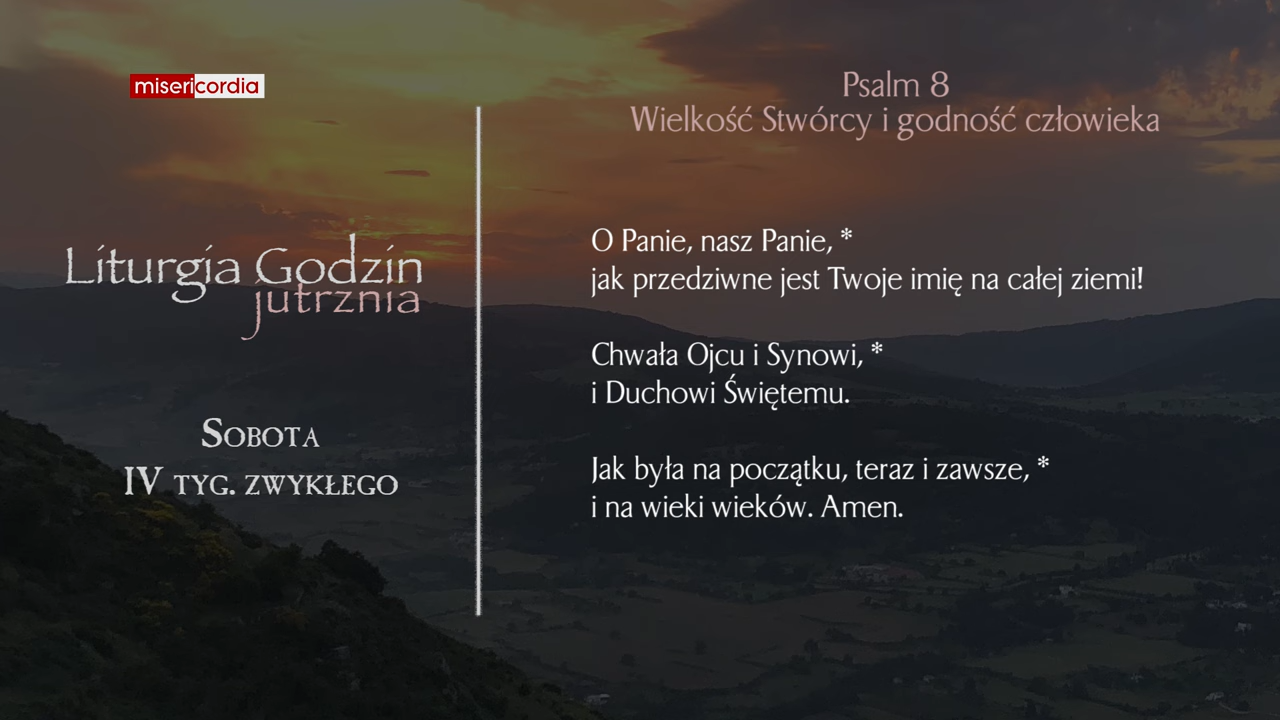 misericordia
Liturgia Godzin
jutrznia
Sobota
IV tyg. zwykłego
Psalm 8
Wielkość Stwórcy i godność człowieka
O Panie, nasz Panie, *
jak przedziwne jest Twoje imię na całej ziemi!
Chwała Ojcu i Synowi, *
i Duchowi Świętemu.
Jak była na początku, teraz i zawsze, *
i na wieki wieków. Amen.